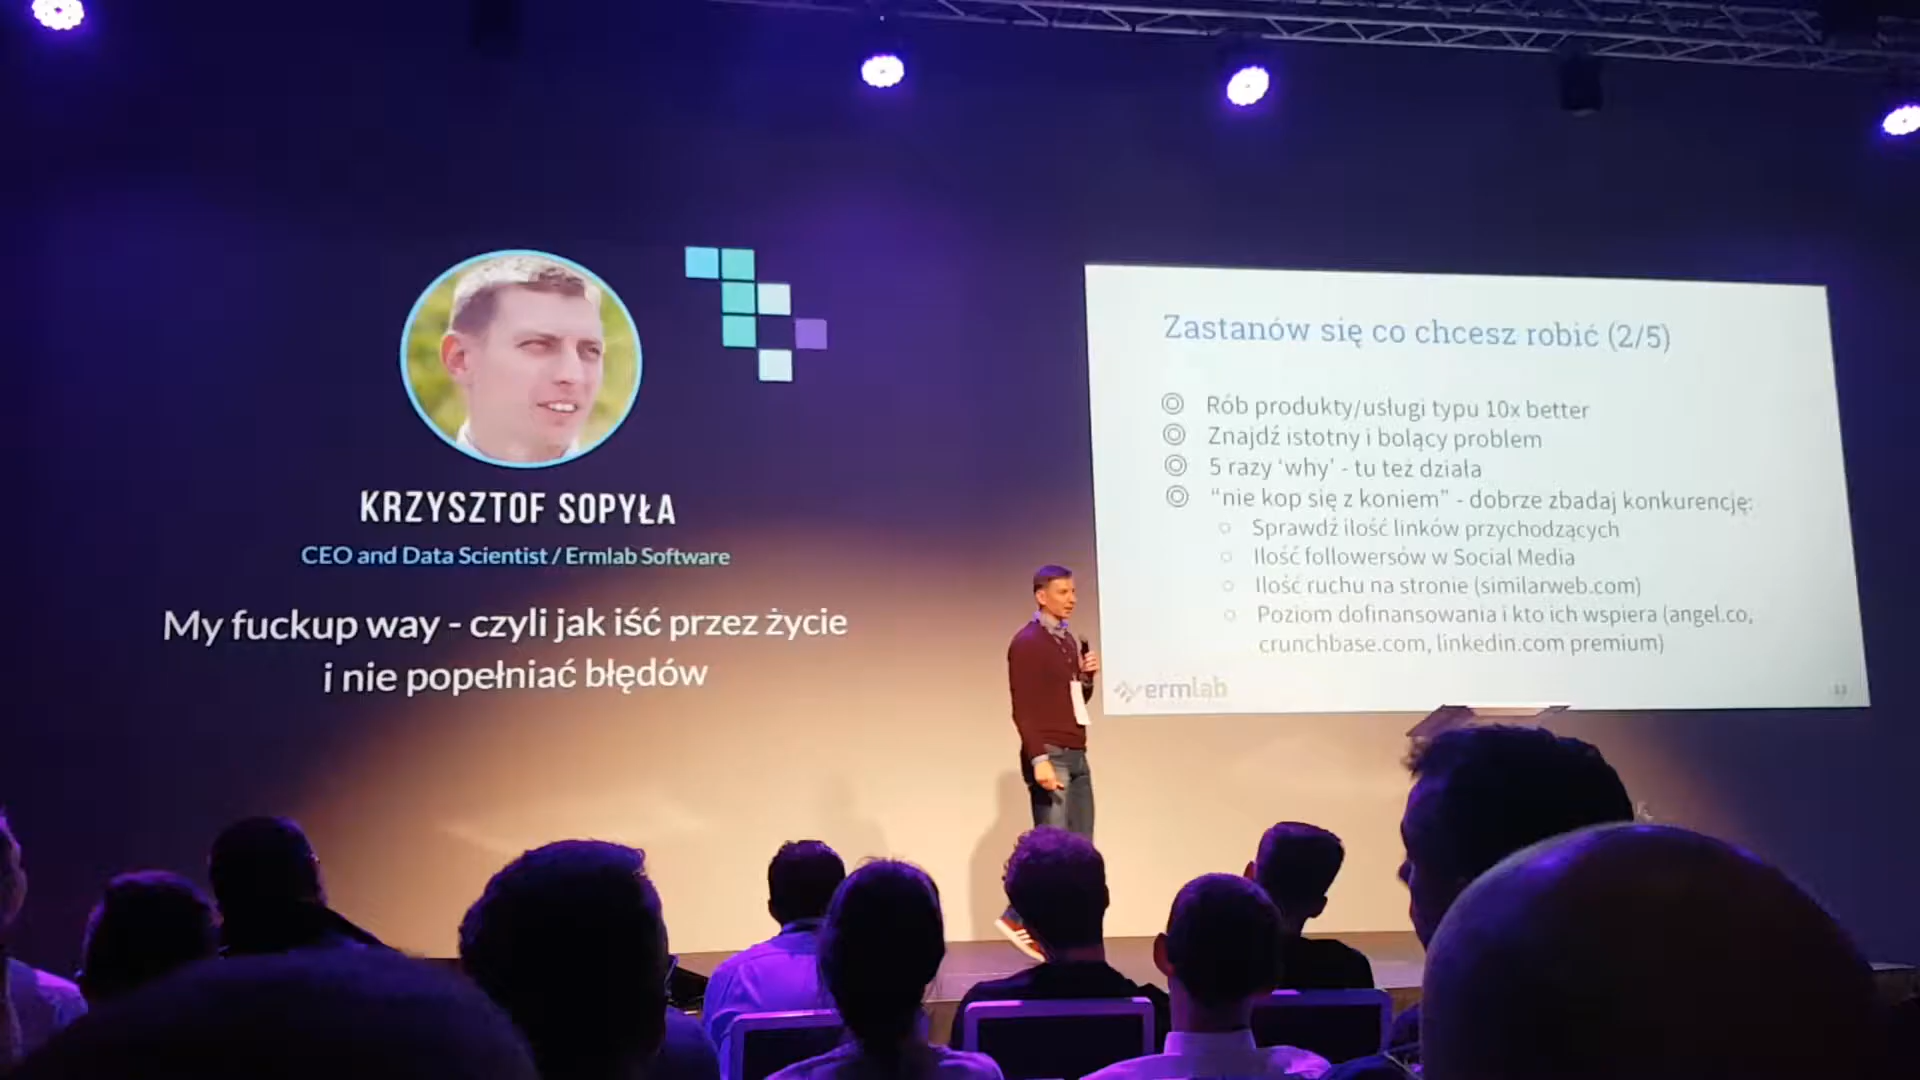 KRZYSZTOF SOPYŁA
CEO and Data Scientist / Ermlab Software
My fuckup way - czyli jak iść przez życie
i nie popełniać błędów
Zastanów się co chcesz robić (2/5)
Rób produkty/usługi typu 10x better
Znajdź istotny i bolący problem
5 razy ‘why’ - tu też działa
“nie kop się z koniem” - dobrze zbadaj konkurencję:
Sprawdź ilość linków przychodzących
Ilość followersów w Social Media
Ilość ruchu na stronie (similarweb.com)
Poziom dofinansowania i kto ich wspiera (angel.co,
crunchbase.com, linkedin.com premium)
ermlab